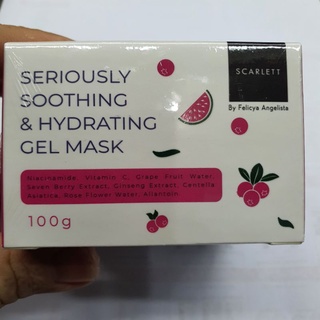 SERIOUSLY
SOOTHING
& HYDRATING
GEL MASK
Niacinamide, Vitamin C, Grape Fruit Water,
Seven Berry Extract, Ginseng Extract, Centella
Asiatica, Rose Flower Water, Allantoin
100g
SCARLETT
By Felicya Angelista